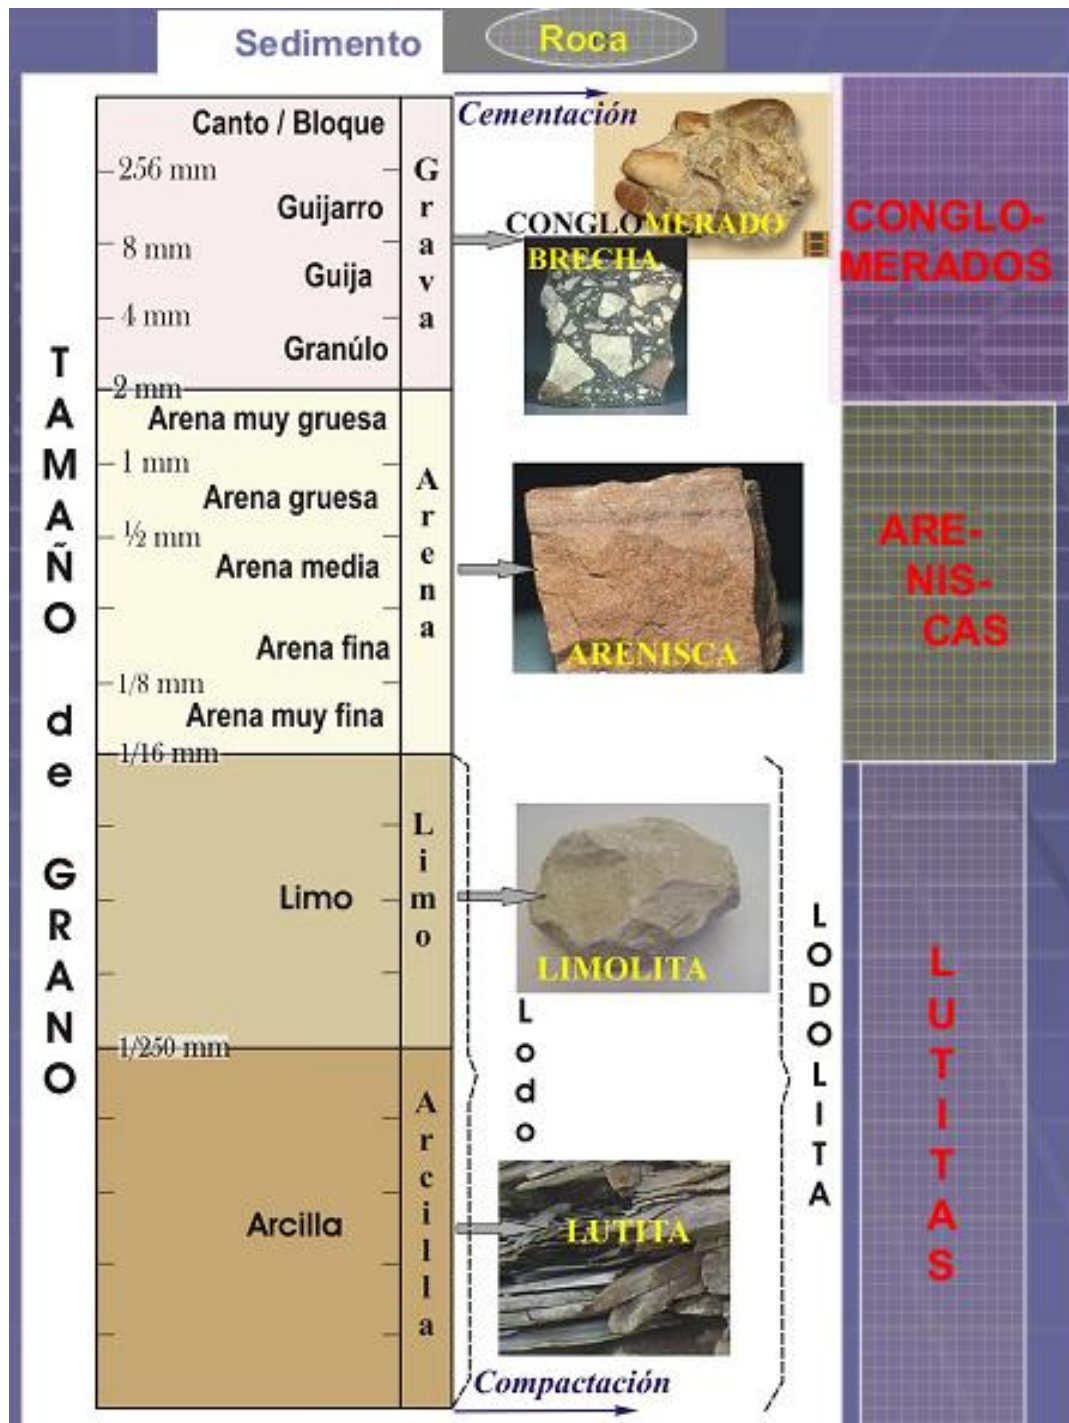 Sedimento
Roca
TAMAÑO de GRANO
Canto / Bloque
256 mm
Guijarro
8 mm
Guija
4 mm
Granúlo
2 mm
Grava
Cementación
CONGLOMERADO
BRECHA
CONGLO-
MERADOS
Arena muy gruesa
1 mm
Arena gruesa
½ mm
Arena media
Arena fina
1/8 mm
Arena muy fina
1/16 mm
Arena
ARENISCA
ARE-
NIS-
CAS
Limo
Limo
LIMOLITA
1/250 mm
Lodo
LODOLITA
LUTITAS
Arcilla
Arcilla
LUTITA
Compactación